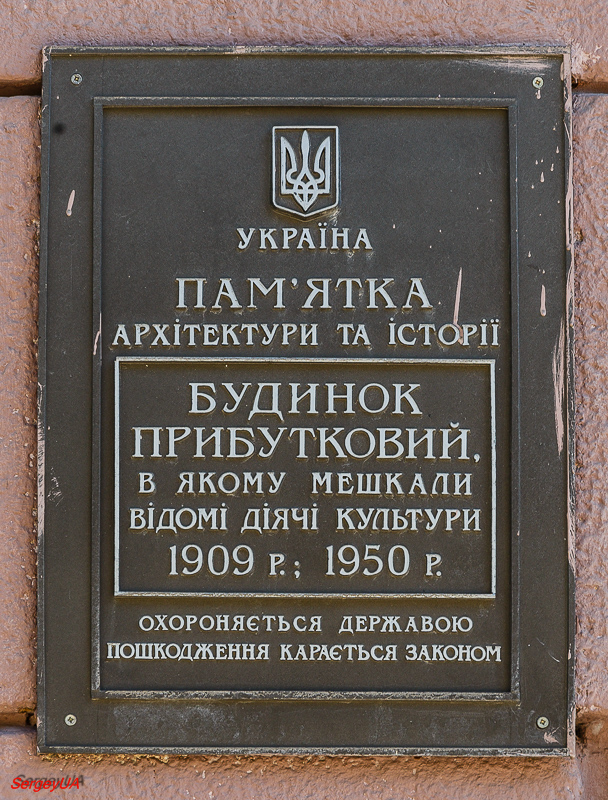 УКРАЇНА
ПАМ'ЯТКА
АРХІТЕКТУРИ ТА ІСТОРІЇ
БУДИНОК
ПРИБУТКОВИЙ,
В ЯКОМУ МЕШКАЛИ
ВІДОМІ ДІЯЧІ КУЛЬТУРИ
1909 Р.; 1950 Р.
ОХОРОНЯЄТЬСЯ ДЕРЖАВОЮ
ПОШКОДЖЕННЯ КАРАЄТЬСЯ ЗАКОНОМ
SergeyUA